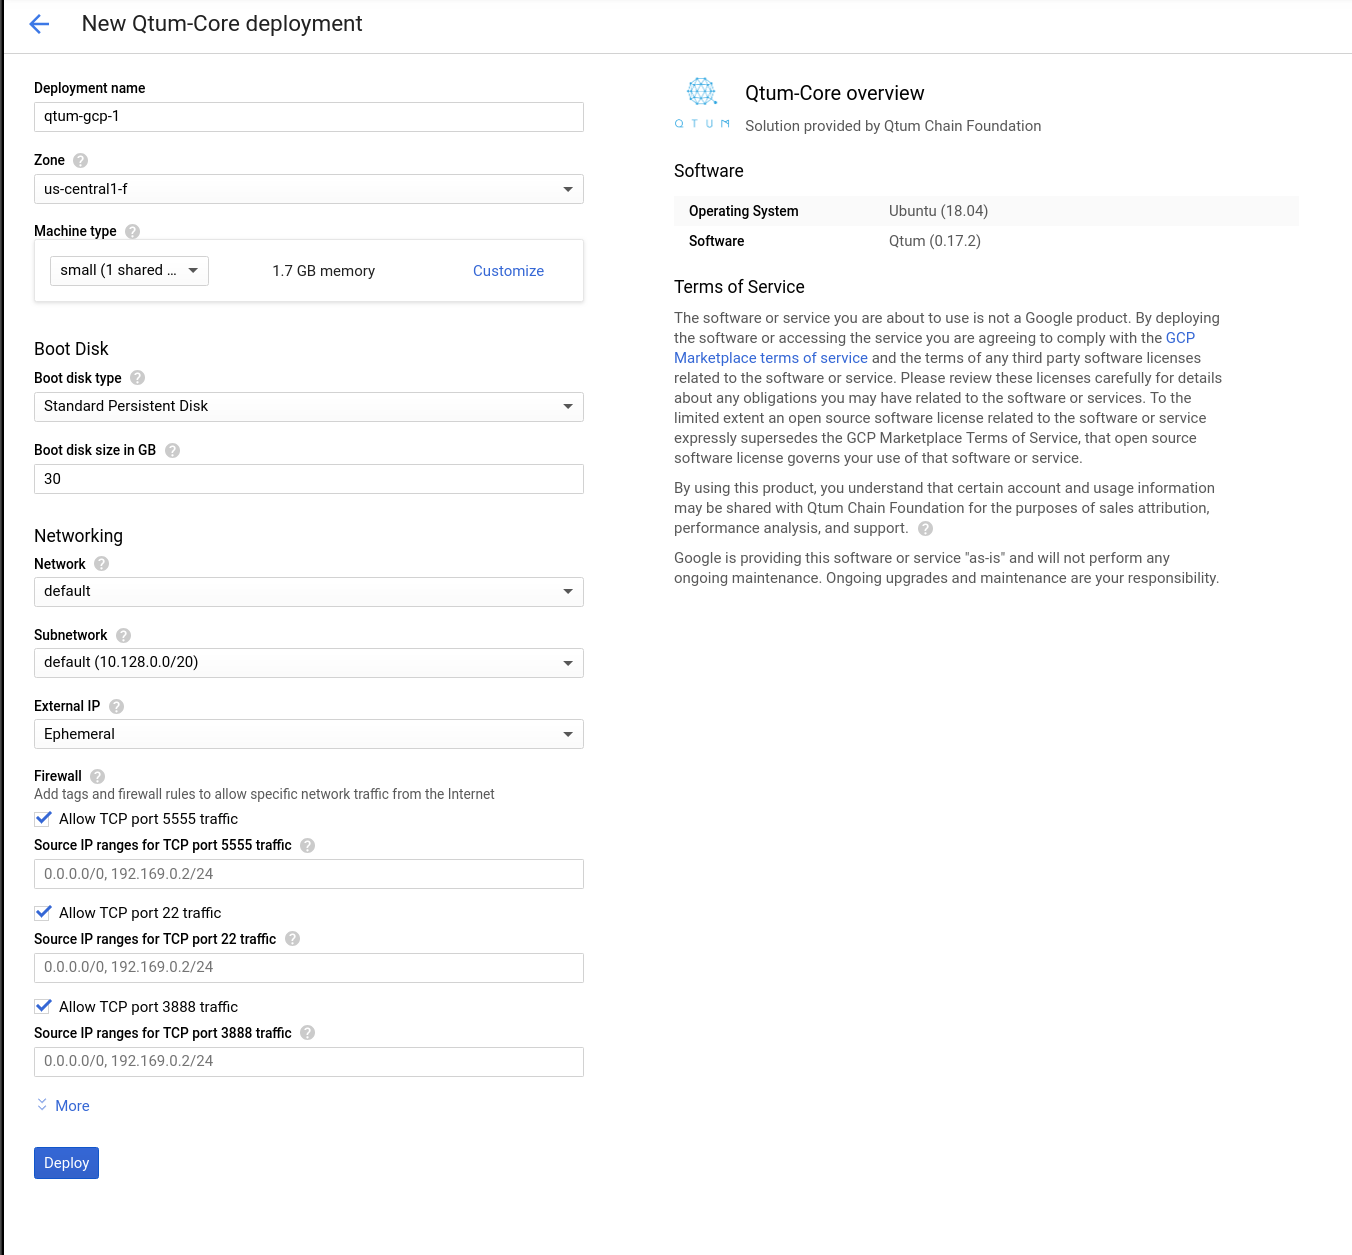 New Qtum-Core deployment
Deployment name
qtum-gcp-1
Zone
us-central1-f
Machine type
small (1 shared ...
1.7 GB memory
Customize
Boot Disk
Boot disk type
Standard Persistent Disk
Boot disk size in GB
30
Networking
Network
default
Subnetwork
default (10.128.0.0/20)
External IP
Ephemeral
Firewall
Add tags and firewall rules to allow specific network traffic from the Internet
Allow TCP port 5555 traffic
Source IP ranges for TCP port 5555 traffic
0.0.0.0/0, 192.169.0.2/24
Allow TCP port 22 traffic
Source IP ranges for TCP port 22 traffic
0.0.0.0/0, 192.169.0.2/24
Allow TCP port 3888 traffic
Source IP ranges for TCP port 3888 traffic
0.0.0.0/0, 192.169.0.2/24
More
Deploy
QTUM
Qtum-Core overview
Solution provided by Qtum Chain Foundation
Software
Operating System Ubuntu (18.04)
Software Qtum (0.17.2)
Terms of Service
The software or service you are about to use is not a Google product. By deploying
the software or accessing the service you are agreeing to comply with the GCP
Marketplace terms of service and the terms of any third party software licenses
related to the software or service. Please review these licenses carefully for details
about any obligations you may have related to the software or services. To the
limited extent an open source software license related to the software or service
expressly supersedes the GCP Marketplace Terms of Service, that open source
software license governs your use of that software or service.
By using this product, you understand that certain account and usage information
may be shared with Qtum Chain Foundation for the purposes of sales attribution,
performance analysis, and support.
Google is providing this software or service "as-is" and will not perform any
ongoing maintenance. Ongoing upgrades and maintenance are your responsibility.